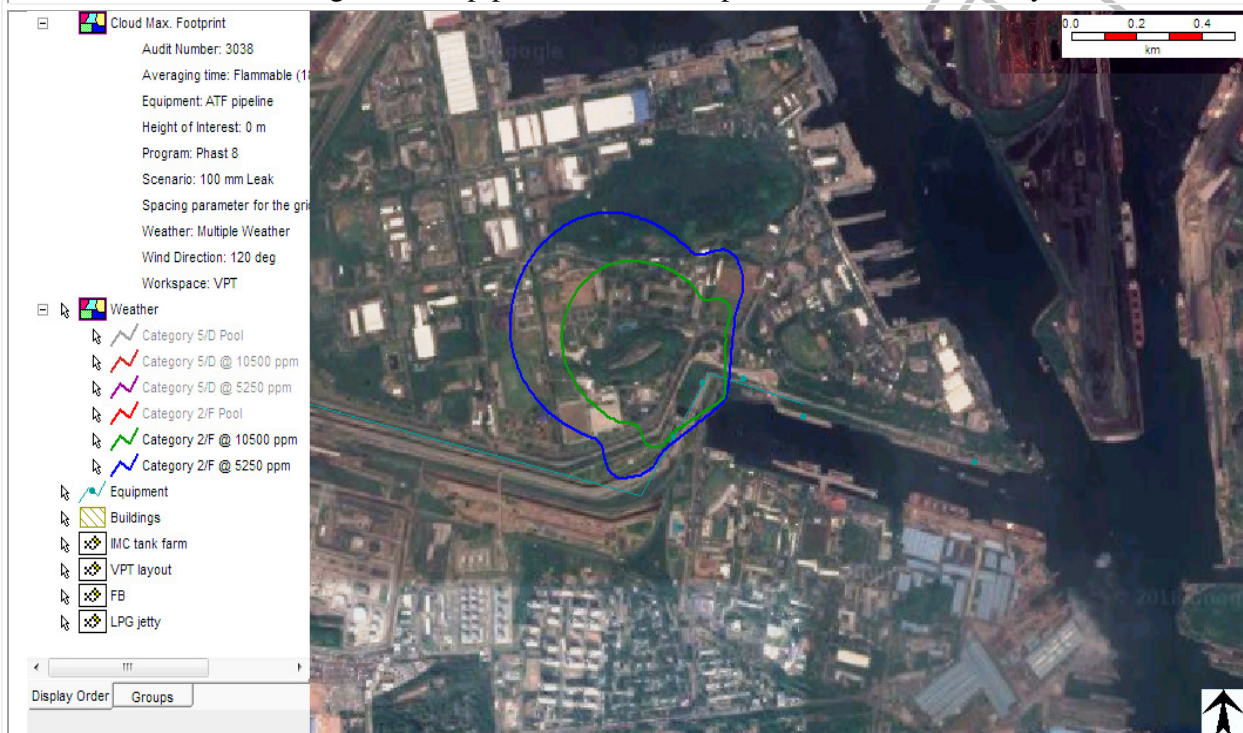 Cloud Max. Footprint
Audit Number: 3038
Averaging time: Flammable (18
Equipment: ATF pipeline
Height of Interest: 0 m
Program: Phast 8
Scenario: 100 mm Leak
Spacing parameter for the gri
Weather: Multiple Weather
Wind Direction: 120 deg
Workspace: VPT
Weather
Category 5/D Pool
Category 5/D @ 10500 ppm
Category 5/D @ 5250 ppm
Category 2/F Pool
Category 2/F @ 10500 ppm
Category 2/F @ 5250 ppm
Equipment
Buildings
IMC tank farm
VPT layout
FB
LPG jetty
Display Order Groups
0.0 0.2 0.4
km